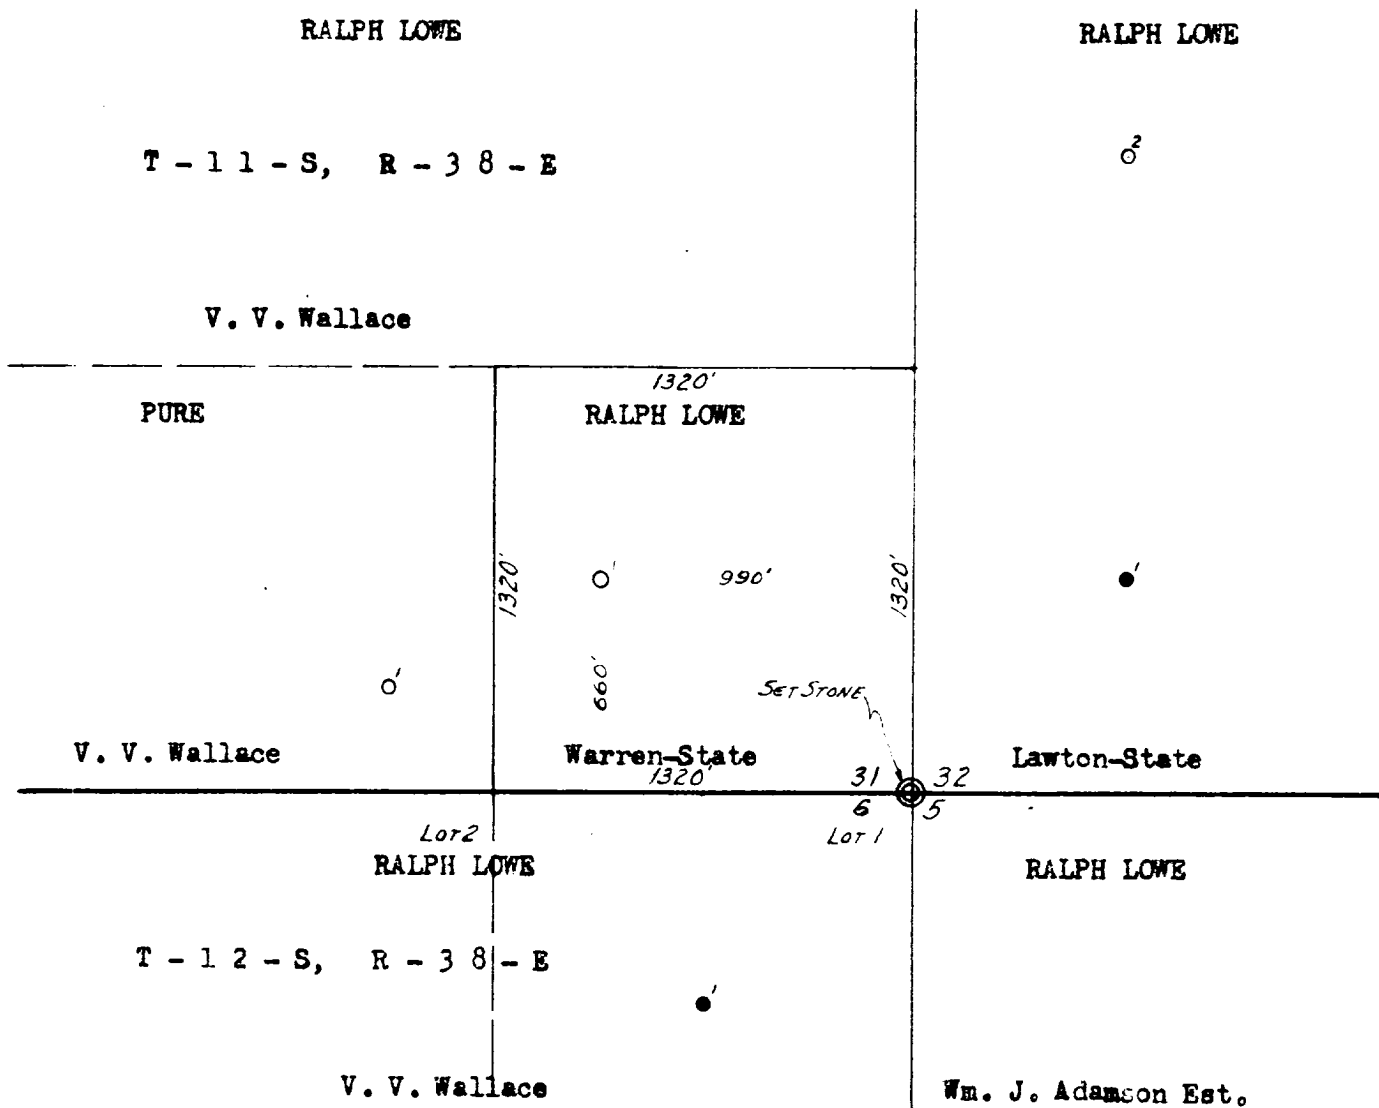 RALPH LOWE
RALPH LOWE
T - 1 1 - S, R - 3 8 - E
2
V. V. Wallace
1320'
PURE
RALPH LOWE
1320'
1
990'
1320'
1
1
660'
SET STONE
V. V. Wallace
Warren-State
Lawton-State
1320'
31
32
6
5
LOT 2
LOT 1
RALPH LOWE
RALPH LOWE
T - 1 2 - S, R - 3 8 - E
1
V. V. Wallace
Wm. J. Adamson Est.